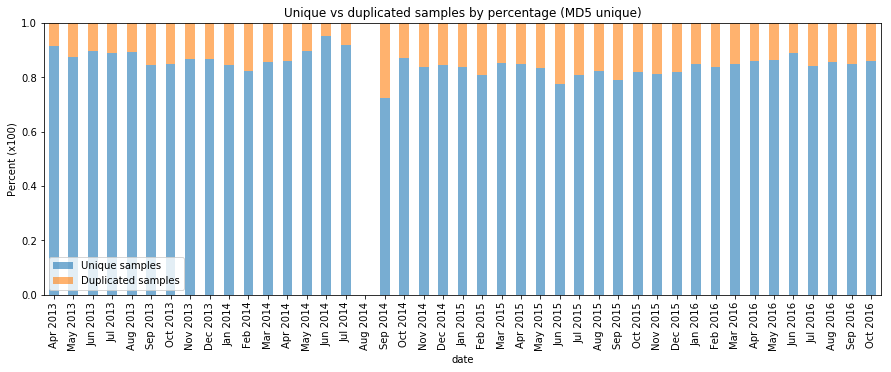 Unique vs duplicated samples by percentage (MD5 unique)
Percent (x100)
1.0
0.8
0.6
0.4
0.2
0.0
Unique samples
Duplicated samples
Apr 2013
May 2013
Jun 2013
Jul 2013
Aug 2013
Sep 2013
Oct 2013
Nov 2013
Dec 2013
Jan 2014
Feb 2014
Mar 2014
Apr 2014
May 2014
Jun 2014
Jul 2014
Aug 2014
Sep 2014
Oct 2014
Nov 2014
Dec 2014
Jan 2015
Feb 2015
Mar 2015
Apr 2015
May 2015
Jun 2015
Jul 2015
Aug 2015
Sep 2015
Oct 2015
Nov 2015
Dec 2015
Jan 2016
Feb 2016
Mar 2016
Apr 2016
May 2016
Jun 2016
Jul 2016
Aug 2016
Sep 2016
Oct 2016
date